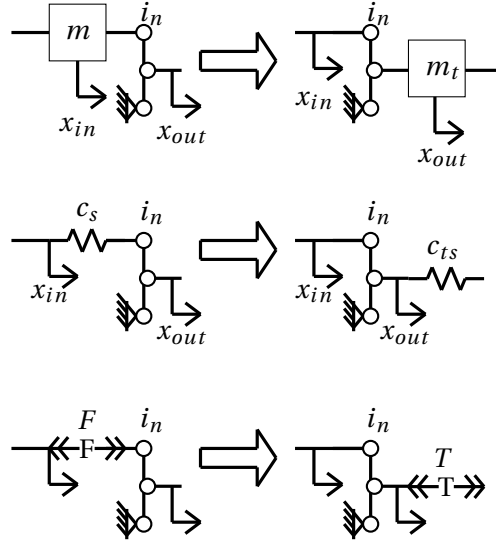 m i_n i_n
x_in x_out x_in m_t
x_out
c_s i_n i_n
c_ts
x_in x_out x_in x_out
F i_n i_n T
F T